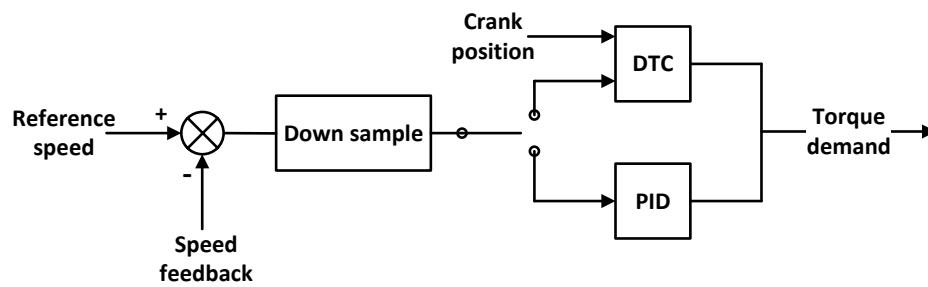 Crank
position
DTC
Reference
speed
+
-
Down sample
Torque
demand
PID
Speed
feedback